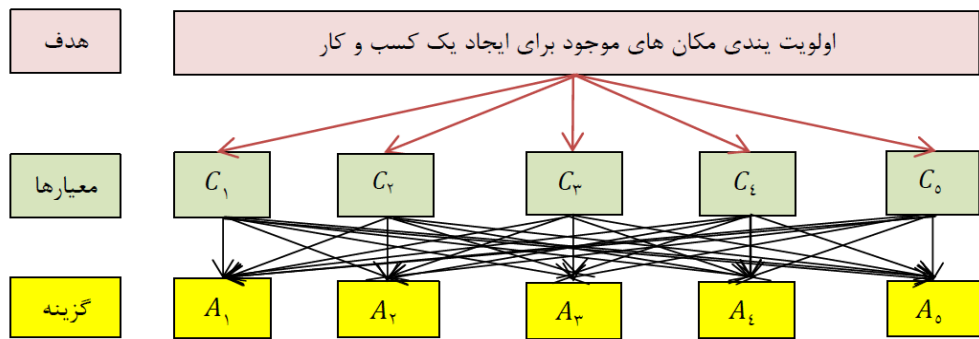 هدف
اولویت یندی مکان های موجود برای ایجاد یک کسب و کار
معیارها
C۱ C۲ C۳ C٤ C٥
گزینه
A۱ A۲ A۳ A٤ A٥